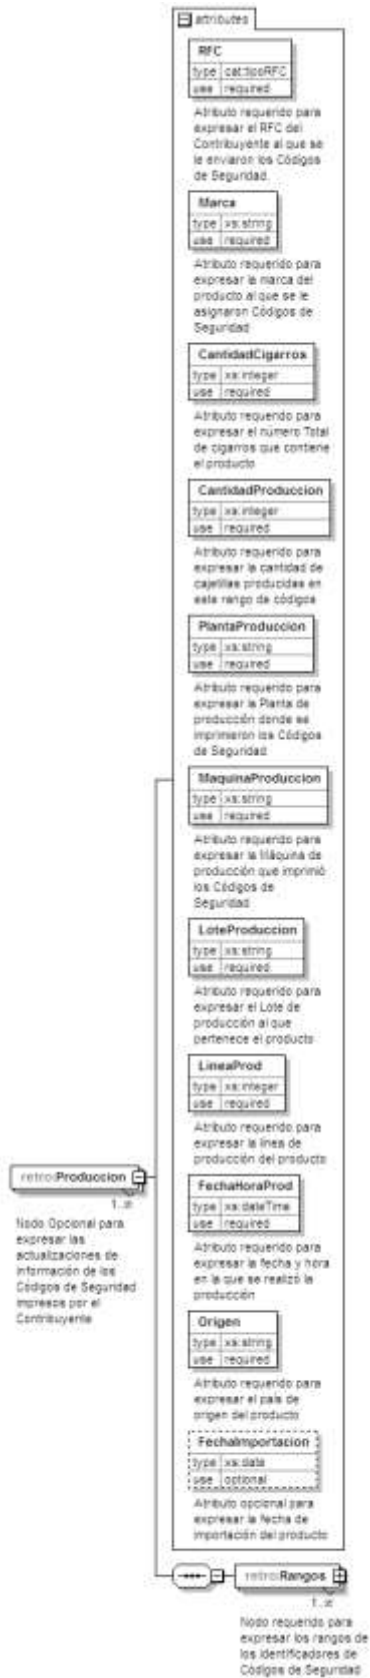 attributes
RFC
type cat:tipoRFC
use required
Atributo requerido para
expresar el RFC del
Contribuyente al que se
le enviaron los Códigos
de Seguridad.
Marca
type xs:string
use required
Atributo requerido para
expresar la marca del
producto al que se le
asignaron Códigos de
Seguridad
CantidadCigarros
type xs:integer
use required
Atributo requerido para
expresar el número Total
de cigarros que contiene
el producto
CantidadProduccion
type xs:integer
use required
Atributo requerido para
expresar la cantidad de
cajetillas producidas en
este rango de códigos
PlantaProduccion
type xs:string
use required
Atributo requerido para
expresar la Planta de
producción donde se
imprimieron los Códigos
de Seguridad
MaquinaProduccion
type xs:string
use required
Atributo requerido para
expresar la Máquina de
producción que imprimió
los Códigos de
Seguridad
LoteProduccion
type xs:string
use required
Atributo requerido para
expresar el Lote de
producción al que
pertenece el producto
LineaProd
type xs:integer
use required
Atributo requerido para
expresar la línea de
producción del producto
retro:Produccion
1..∞
Nodo Opcional para
expresar las
actualizaciones de
información de los
Códigos de Seguridad
impresos por el
Contribuyente
FechaHoraProd
type xs:dateTime
use required
Atributo requerido para
expresar la fecha y hora
en la que se realizó la
producción
Origen
type xs:string
use required
Atributo requerido para
expresar el país de
origen del producto
FechaImportacion
type xs:date
use optional
Atributo opcional para
expresar la fecha de
importación del producto
retro:Rangos
1..∞
Nodo requerido para
expresar los rangos de
los identificadores de
Códigos de Seguridad